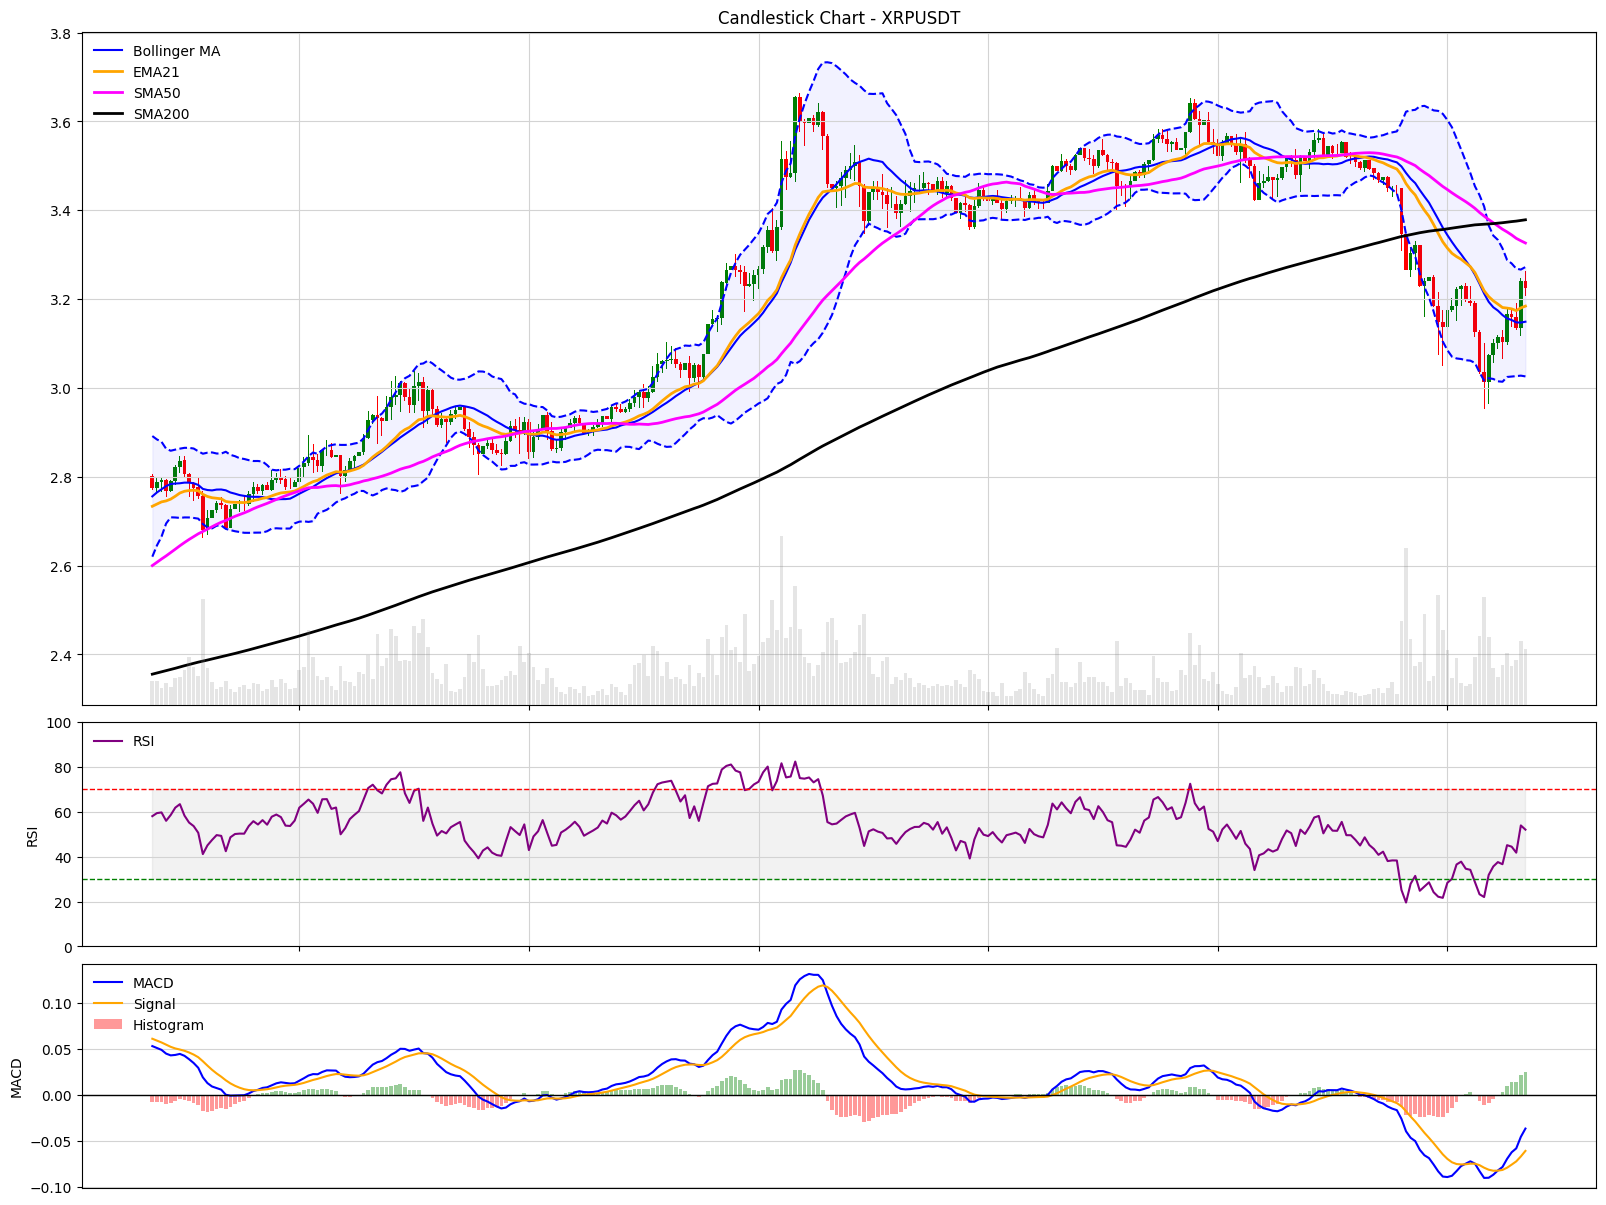 Candlestick Chart - XRPUSDT
3.8
3.6
3.4
3.2
3.0
2.8
2.6
2.4
Bollinger MA
EMA21
SMA50
SMA200
100
80
60
40
20
0
RSI
RSI
0.10
0.05
0.00
−0.05
−0.10
MACD
MACD
Signal
Histogram